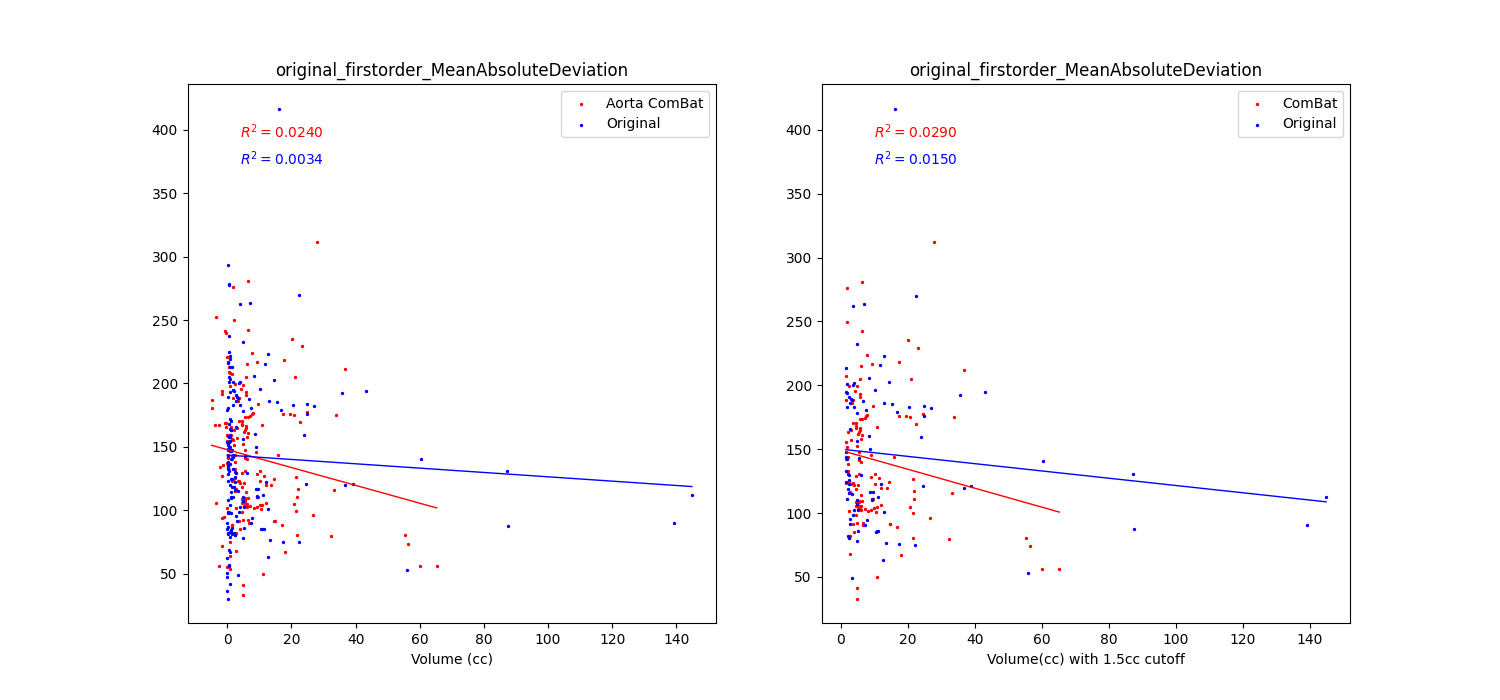 original_firstorder_MeanAbsoluteDeviation
Aorta ComBat
Original
R² = 0.0240
R² = 0.0034
400
350
300
250
200
150
100
50
0 20 40 60 80 100 120 140
Volume (cc)
original_firstorder_MeanAbsoluteDeviation
ComBat
Original
R² = 0.0290
R² = 0.0150
400
350
300
250
200
150
100
50
0 20 40 60 80 100 120 140
Volume(cc) with 1.5cc cutoff